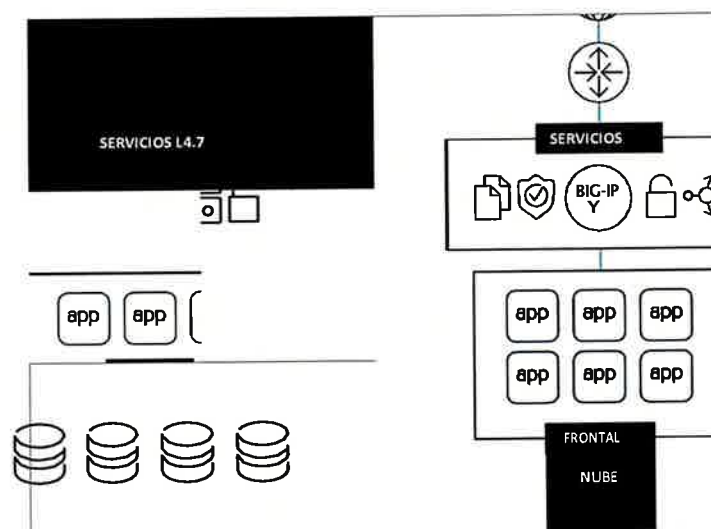 SERVICIOS L4.7
app app
SERVICIOS
BIG-IP
Y
app app app
app app app
FRONTAL
NUBE